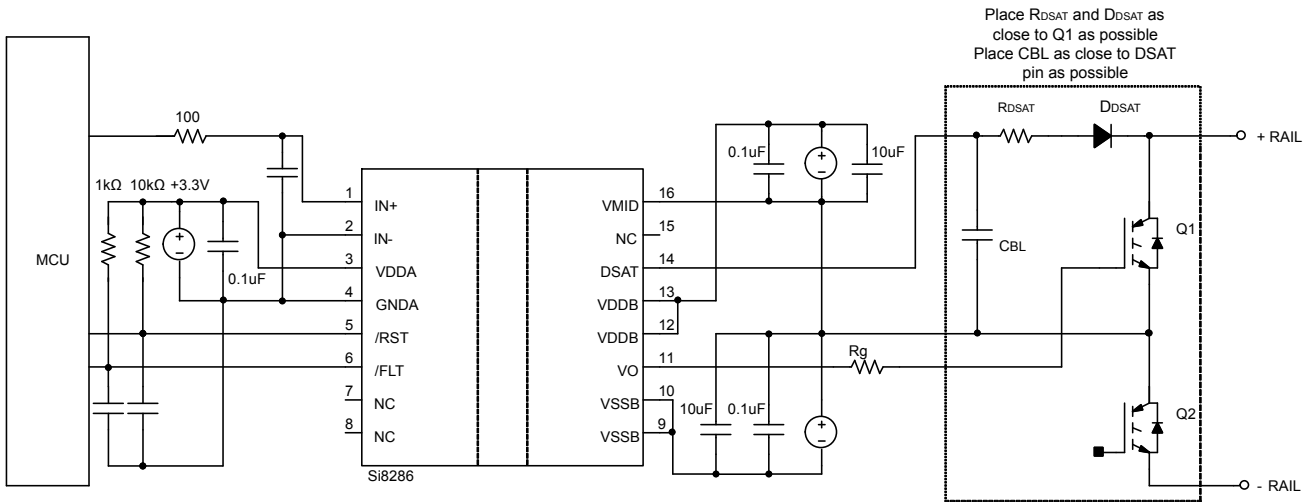 Place RDSAT and DDSAT as
close to Q1 as possible
Place CBL as close to DSAT
pin as possible
RDSAT
DDSAT
100
+ RAIL
0.1uF
+
−
10uF
1kΩ
10kΩ
+3.3V
1
IN+
VMID
16
2
IN-
NC
15
Q1
MCU
+
−
CBL
3
VDDA
DSAT
14
0.1uF
4
GNDA
VDDB
13
5
/RST
VDDB
12
6
/FLT
VO
11
Rg
7
NC
VSSB
10
10uF
0.1uF
+
−
Q2
8
NC
VSSB
9
Si8286
- RAIL